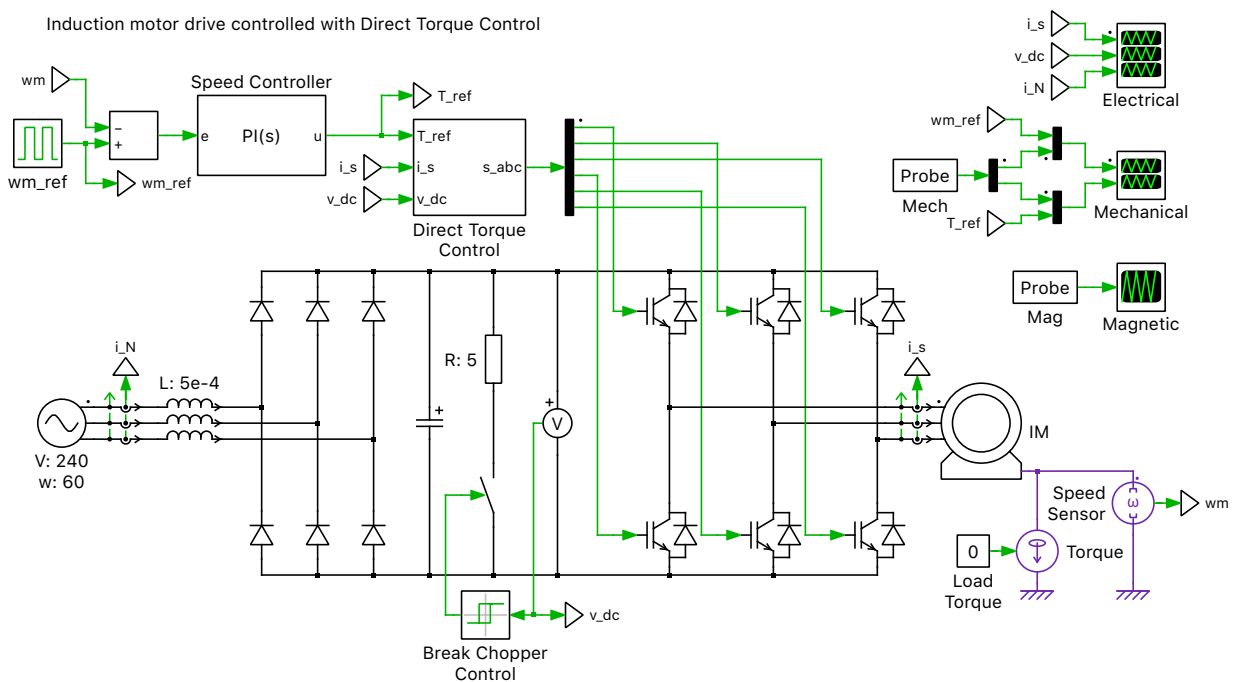 Induction motor drive controlled with Direct Torque Control
i_s
v_dc
i_N
Electrical
wm
Speed Controller
T_ref
e
PI(s)
u
−
+
wm_ref
wm_ref
T_ref
i_s
i_s
v_dc
v_dc
s_abc
Direct Torque
Control
wm_ref
Probe
Mech
T_ref
Mechanical
Probe
Mag
Magnetic
i_N
L: 5e-4
V: 240
w: 60
R: 5
+
+
V
i_s
IM
Speed
Sensor
ω
wm
0
Load
Torque
Torque
v_dc
Break Chopper
Control